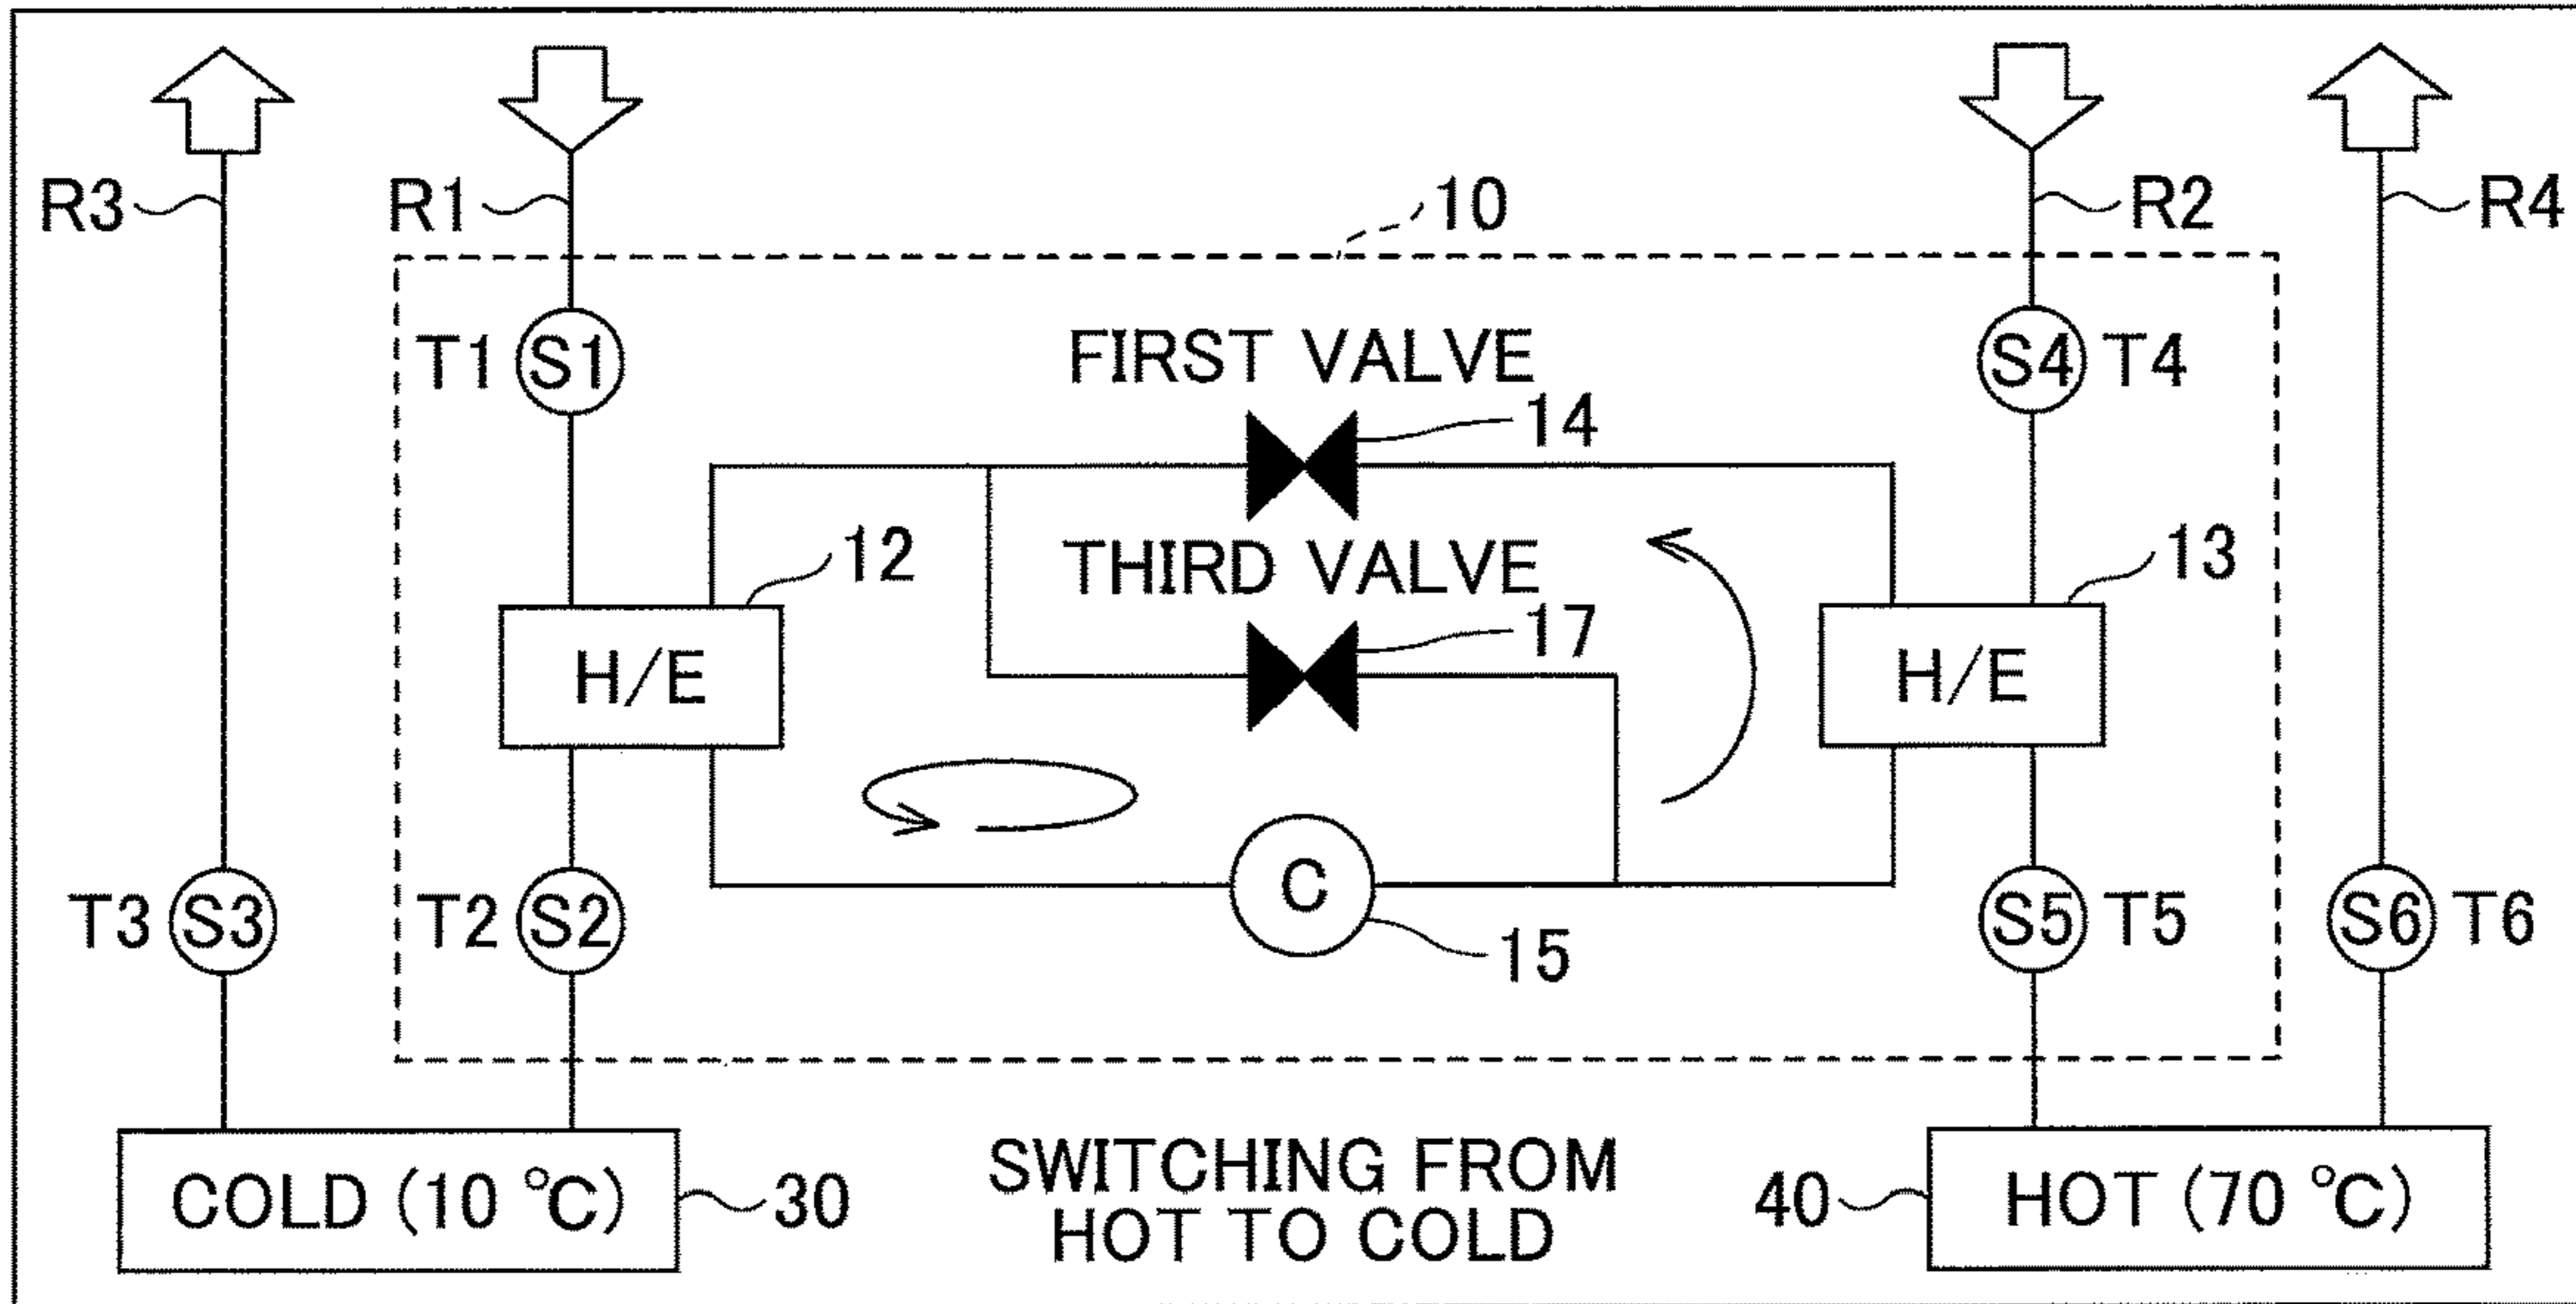 R3
R1
10
R2
R4
T1
S1
FIRST VALVE
S4
T4
14
12
THIRD VALVE
13
17
H/E
H/E
T3
S3
T2
S2
C
15
S5
T5
S6
T6
COLD (10 ℃)
30
SWITCHING FROM
HOT TO COLD
40
HOT (70 ℃)